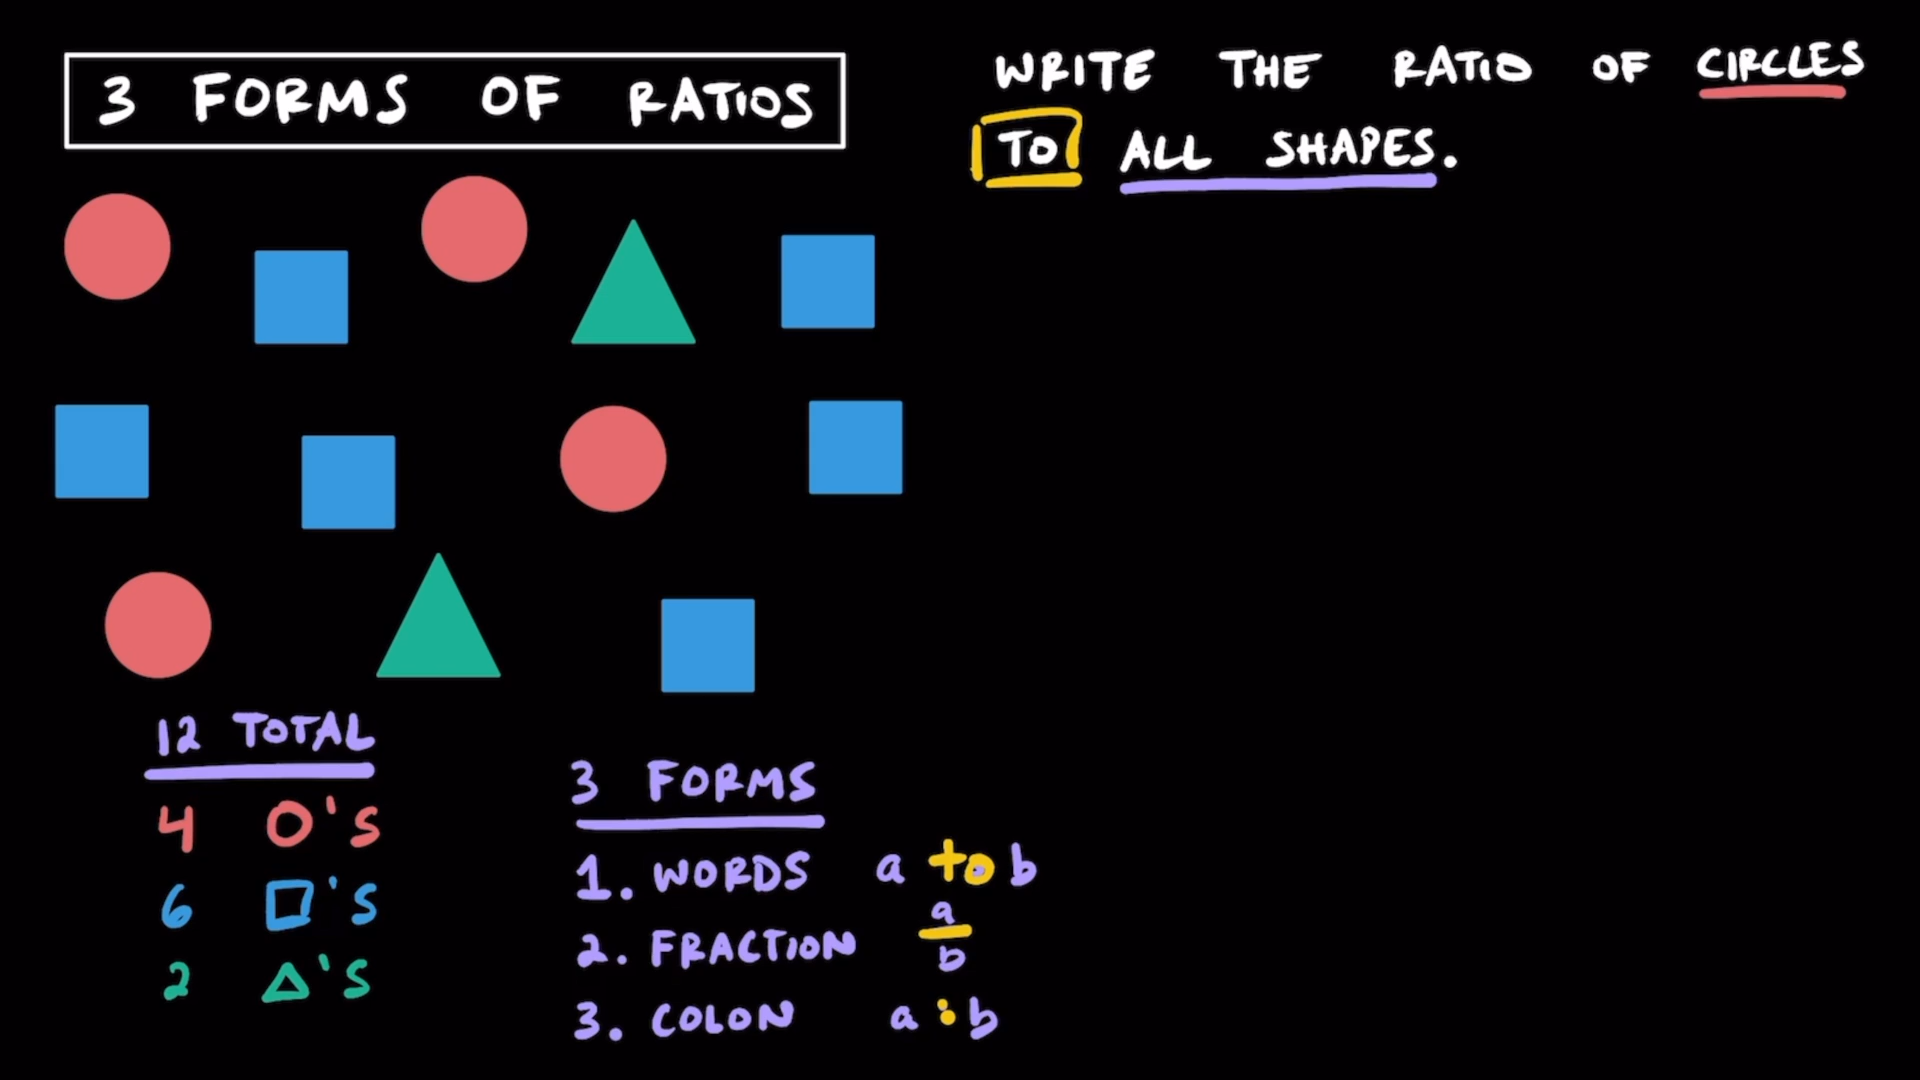 3 FORMS OF RATIOS
WRITE THE RATIO OF CIRCLES
TO ALL SHAPES.
12 TOTAL
4 O'S
6 □'S
2 △'S
3 FORMS
1. WORDS a to b
2. FRACTION a/b
3. COLON a : b